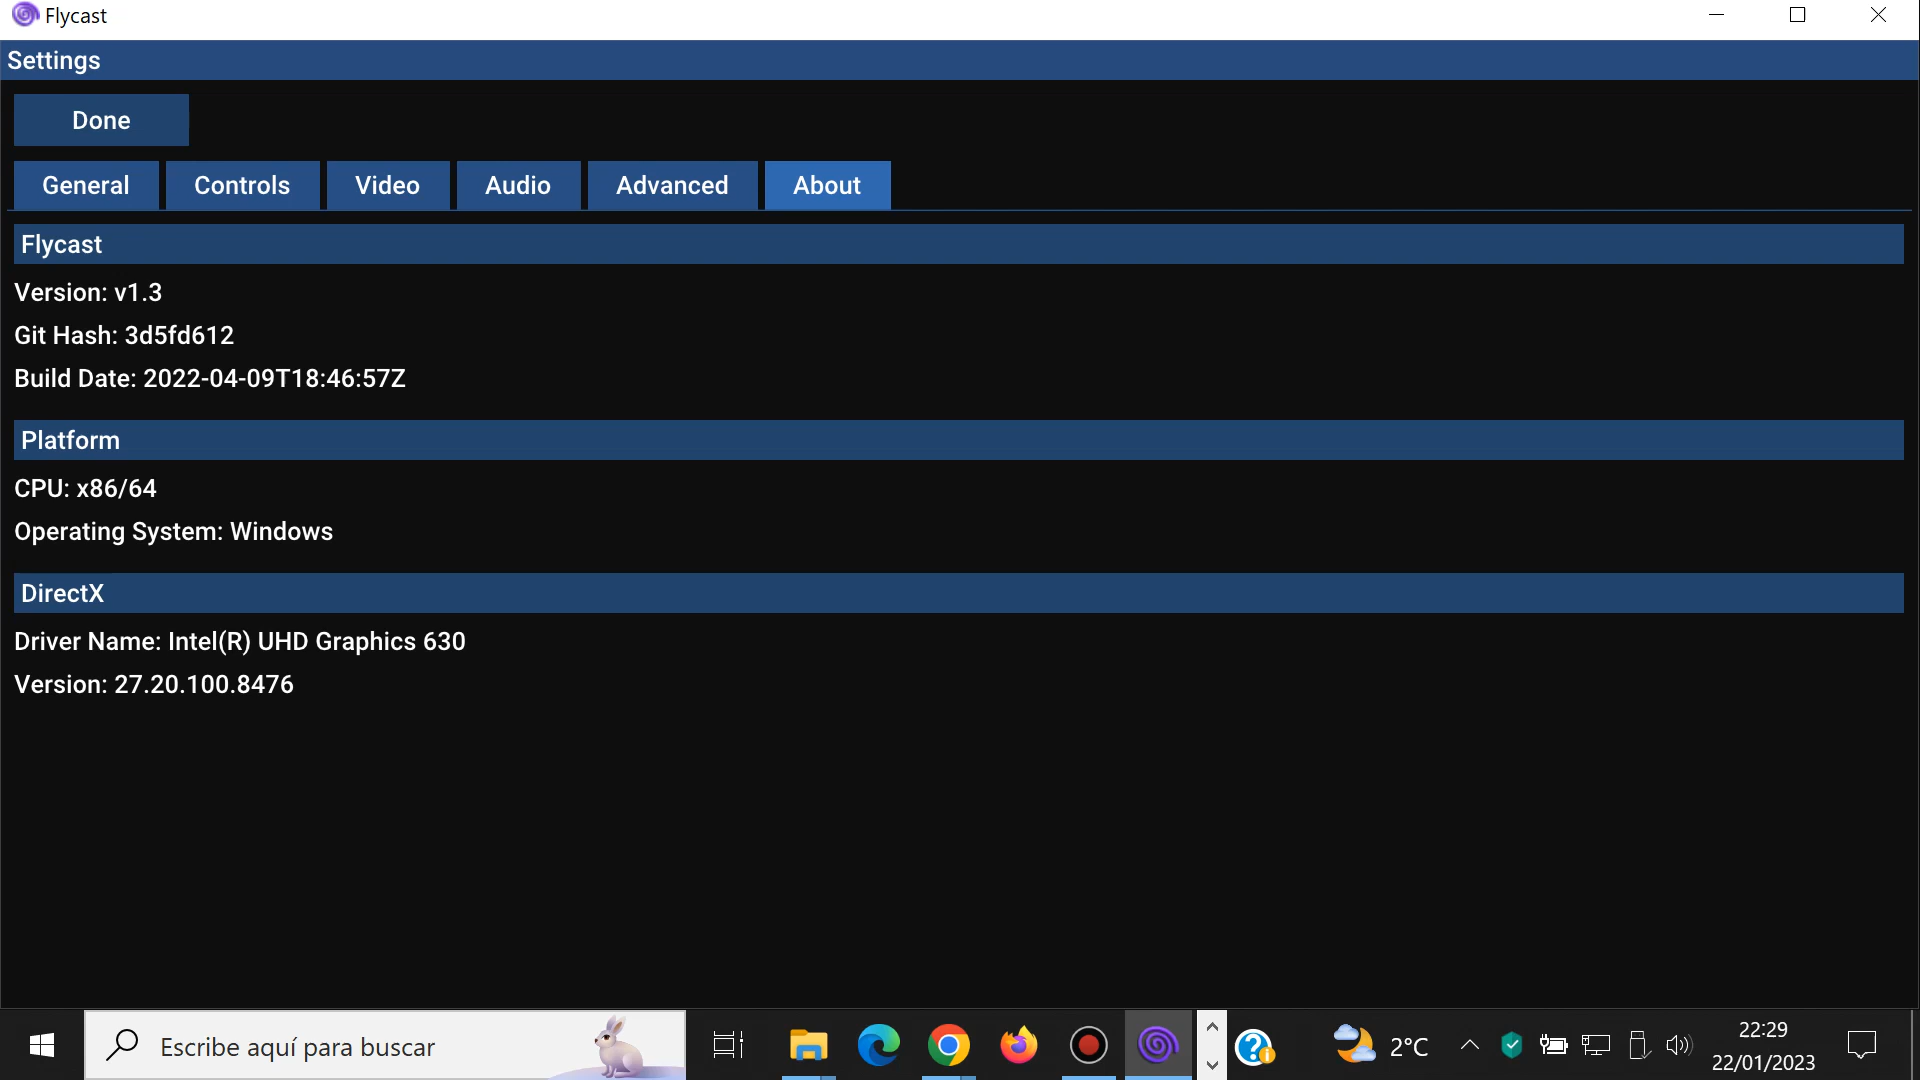 Flycast
Settings
Done
General Controls Video Audio Advanced About
Flycast
Version: v1.3
Git Hash: 3d5fd612
Build Date: 2022-04-09T18:46:57Z
Platform
CPU: x86/64
Operating System: Windows
DirectX
Driver Name: Intel(R) UHD Graphics 630
Version: 27.20.100.8476
Escribe aquí para buscar
2°C
22:29
22/01/2023